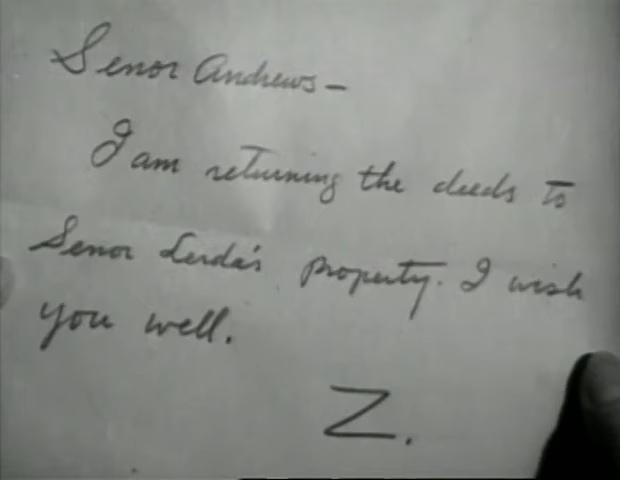 Senor Andrews —
I am returning the deeds to
Senor Lerda's property. I wish
you well.
Z.